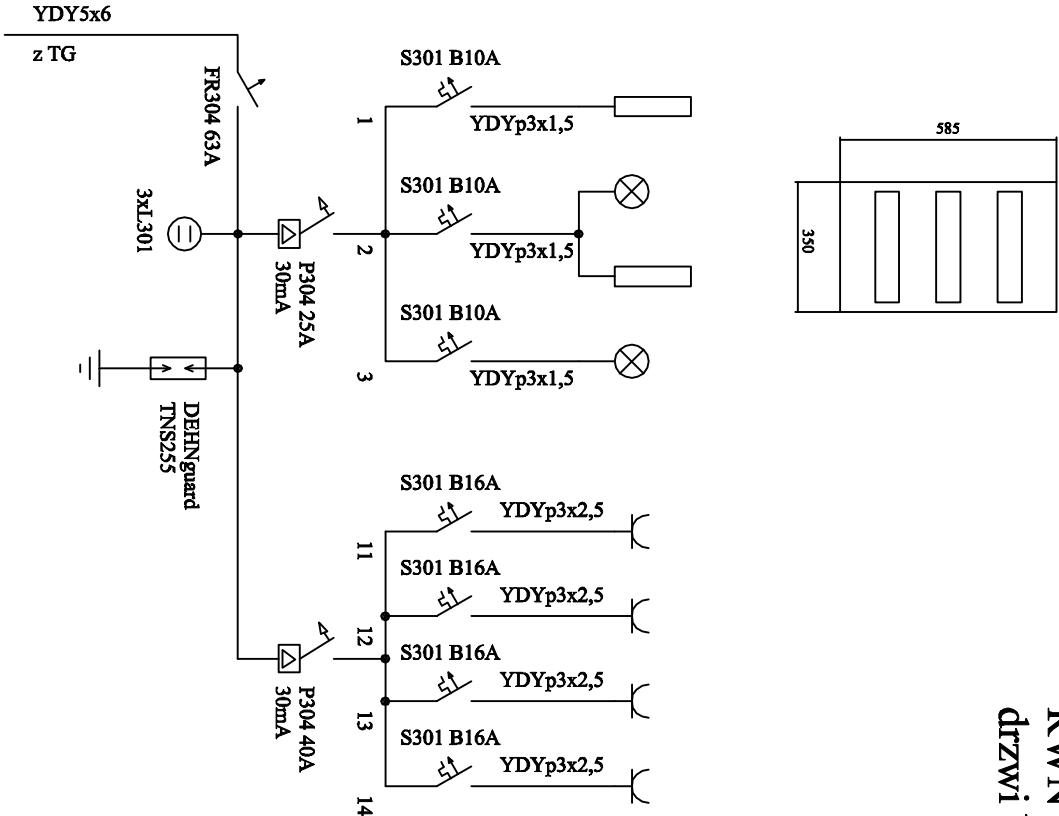 YDY5x6
z TG
FR304 63A
3xL301
P304 25A
30mA
DEHNguard
TNS255
S301 B10A
1
YDYp3x1,5
S301 B10A
2
YDYp3x1,5
S301 B10A
3
YDYp3x1,5
P304 40A
30mA
S301 B16A
YDYp3x2,5
11
S301 B16A
YDYp3x2,5
12
S301 B16A
YDYp3x2,5
13
S301 B16A
YDYp3x2,5
14
585
350
drzwi